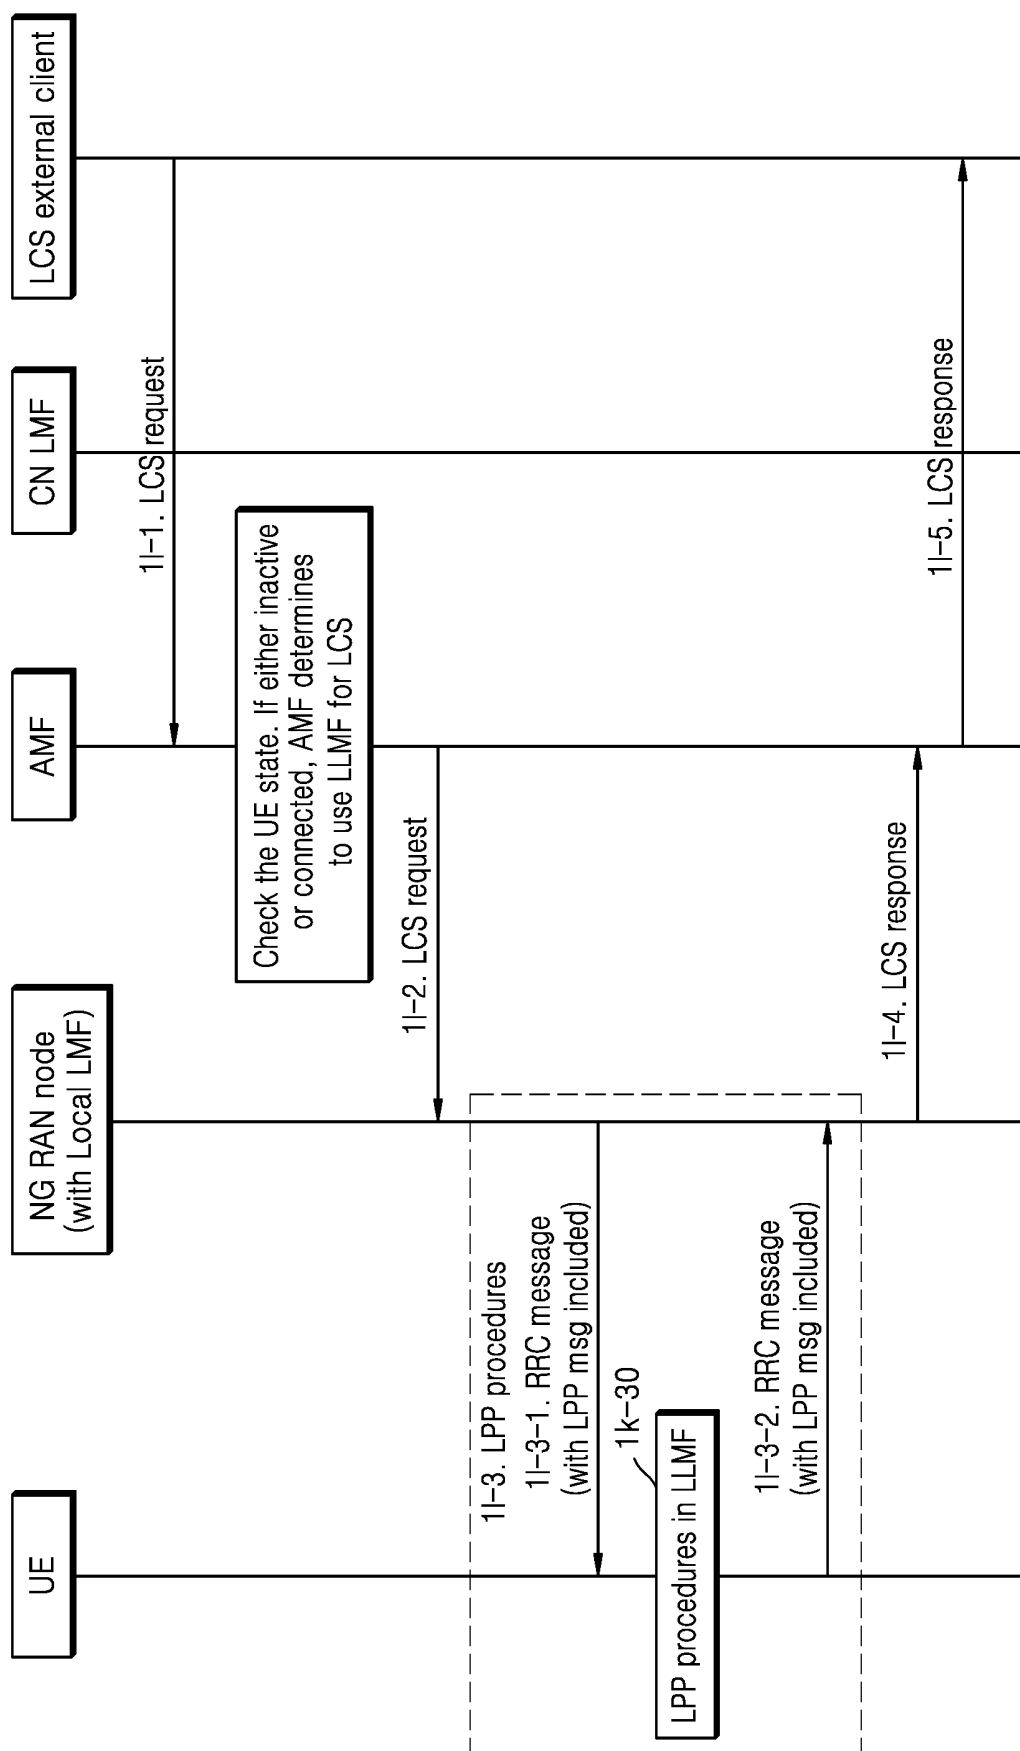 UE
NG RAN node
(with Local LMF)
AMF
CN LMF
LCS external client
1l-1. LCS request
Check the UE state. If either inactive
or connected, AMF determines
to use LLMF for LCS
1l-2. LCS request
1l-3. LPP procedures
1l-3-1. RRC message
(with LPP msg included)
1k-30
LPP procedures in LLMF
1l-3-2. RRC message
(with LPP msg included)
1l-4. LCS response
1l-5. LCS response